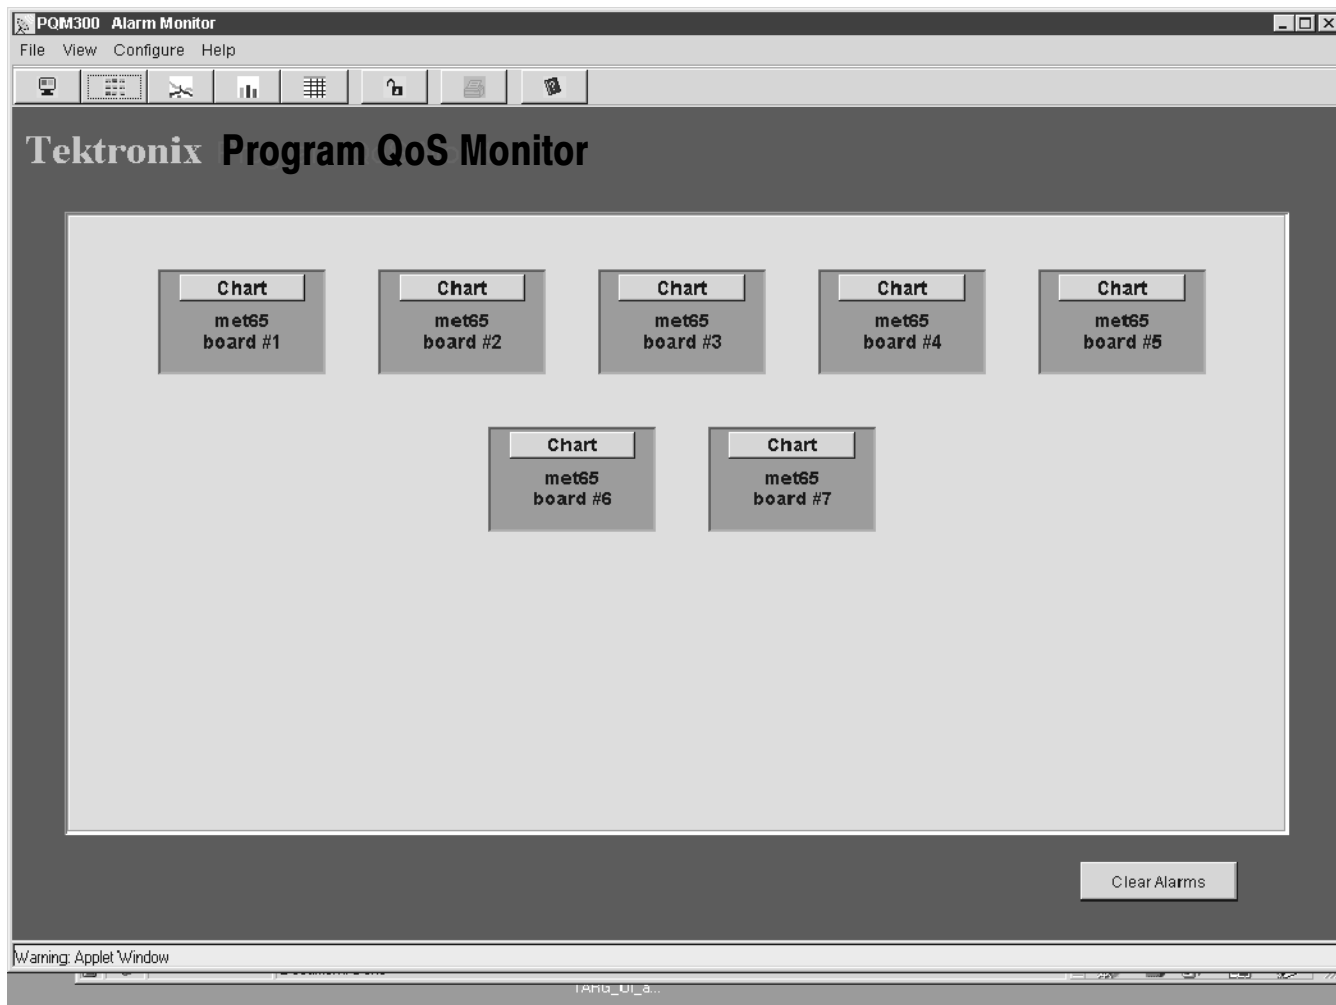 PQM300 Alarm Monitor
File View Configure Help
Tektronix Program QoS Monitor
Chart
met65
board #1
Chart
met65
board #2
Chart
met65
board #3
Chart
met65
board #4
Chart
met65
board #5
Chart
met65
board #6
Chart
met65
board #7
Clear Alarms
Warning: Applet Window